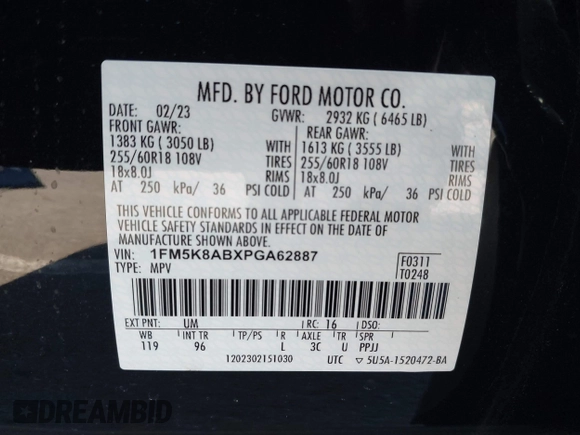 MFD. BY FORD MOTOR CO.
DATE: 02/23 GVWR: 2932 KG ( 6465 LB)
FRONT GAWR: REAR GAWR:
1383 KG ( 3050 LB) WITH 1613 KG ( 3555 LB) WITH
255/60R18 108V TIRES 255/60R18 108V TIRES
18x8.0J RIMS 18x8.0J RIMS
AT 250 kPa/ 36 PSI COLD AT 250 kPa/ 36 PSI COLD
THIS VEHICLE CONFORMS TO ALL APPLICABLE FEDERAL MOTOR
VEHICLE SAFETY STANDARDS IN EFFECT ON THE DATE OF
MANUFACTURE SHOWN ABOVE.
VIN: 1FM5K8ABXPGA62887 F0311
TYPE: MPV T0248
EXT PNT: UM RC: 16 DSO:
WB INT TR TP/PS R AXLE TR SPR
119 96 L 3C U PPJJ
1202302151030 UTC ▽ 5U5A-1520472-BA
DREAMBID